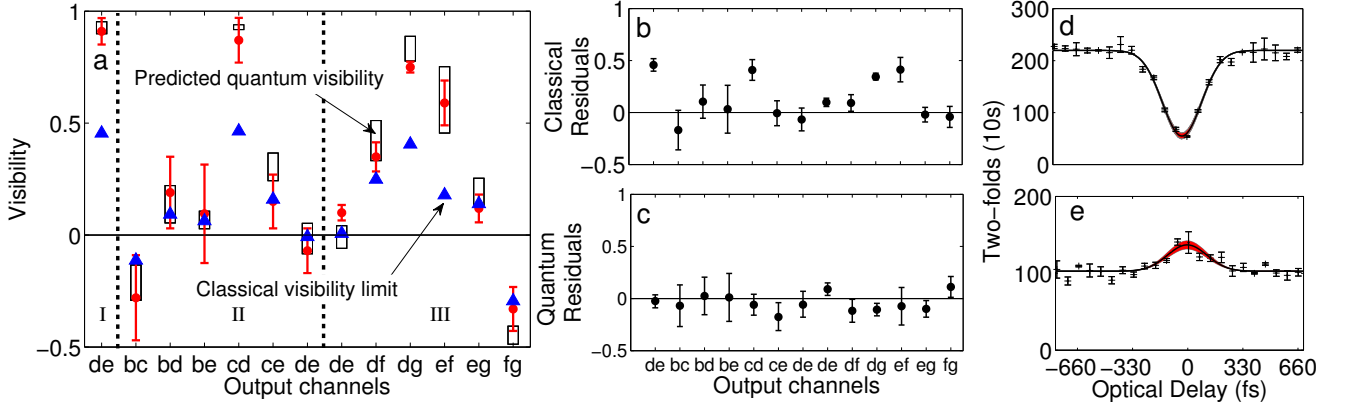 a
Visibility
1
0.5
0
−0.5
Predicted quantum visibility
Classical visibility limit
I
II
III
de bc bd be cd ce de de df dg ef eg fg
Output channels
b
Classical
Residuals
1
0.5
0
−0.5
c
Quantum
Residuals
1
0.5
0
−0.5
de bc bd be cd ce de de df dg ef eg fg
Output channels
d
Two-folds (10s)
300
200
100
0
e
200
100
0
−660 −330 0 330 660
Optical Delay (fs)